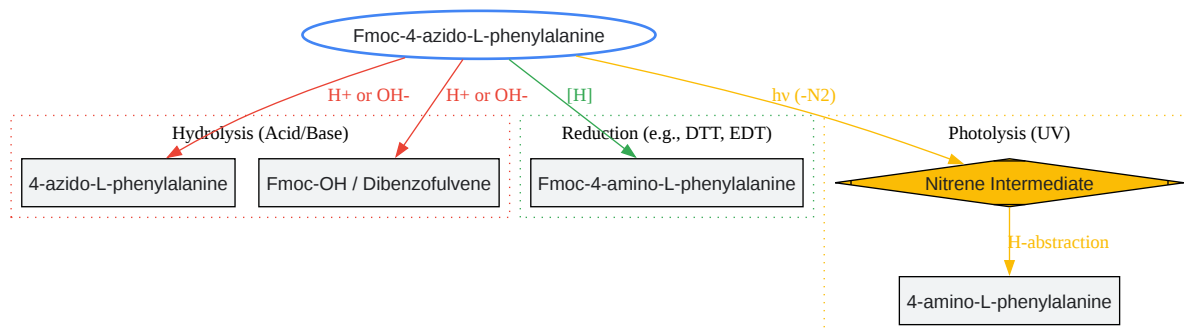 Fmoc-4-azido-L-phenylalanine
H+ or OH-
H+ or OH-
[H]
hν (-N2)
Hydrolysis (Acid/Base)
Reduction (e.g., DTT, EDT)
Photolysis (UV)
4-azido-L-phenylalanine
Fmoc-OH / Dibenzofulvene
Fmoc-4-amino-L-phenylalanine
Nitrene Intermediate
H-abstraction
4-amino-L-phenylalanine